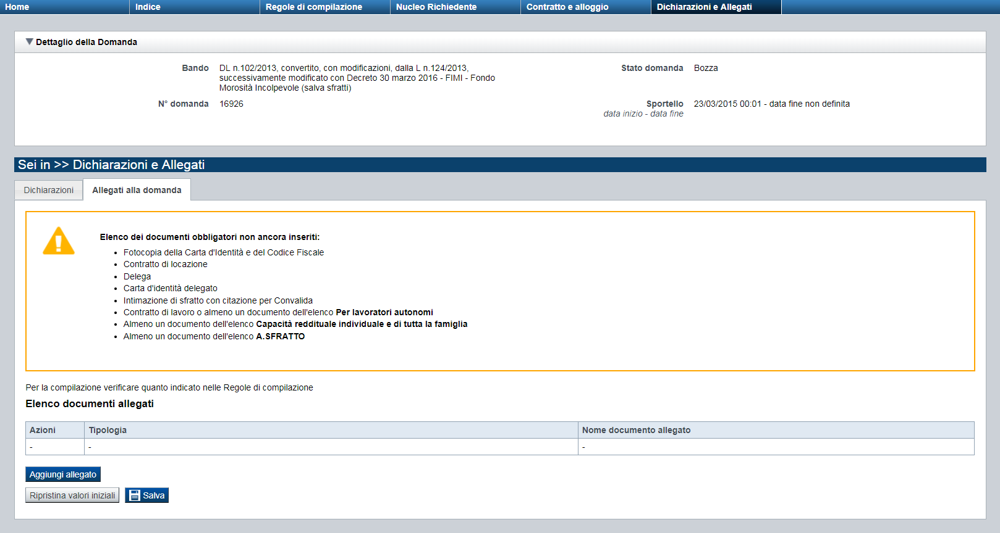 Home Indice Regole di compilazione Nucleo Richiedente Contratto e alloggio Dichiarazioni e Allegati
Dettaglio della Domanda
Bando DL n.102/2013, convertito, con modificazioni, dalla L n.124/2013,
successivamente modificato con Decreto 30 marzo 2016 - FIMI - Fondo
Morosità Incolpevole (salva sfratti)
Stato domanda Bozza
N° domanda 16926
Sportello 23/03/2015 00:01 - data fine non definita
data inizio - data fine
Sei in >> Dichiarazioni e Allegati
Dichiarazioni Allegati alla domanda
Elenco dei documenti obbligatori non ancora inseriti:
• Fotocopia della Carta d'Identità e del Codice Fiscale
• Contratto di locazione
• Delega
• Carta d'identità delegato
• Intimazione di sfratto con citazione per Convalida
• Contratto di lavoro o almeno un documento dell'elenco Per lavoratori autonomi
• Almeno un documento dell'elenco Capacità reddituale individuale e di tutta la famiglia
• Almeno un documento dell'elenco A.SFRATTO
Per la compilazione verificare quanto indicato nelle Regole di compilazione
Elenco documenti allegati
Azioni Tipologia Nome documento allegato
- - -
Aggiungi allegato
Ripristina valori iniziali Salva